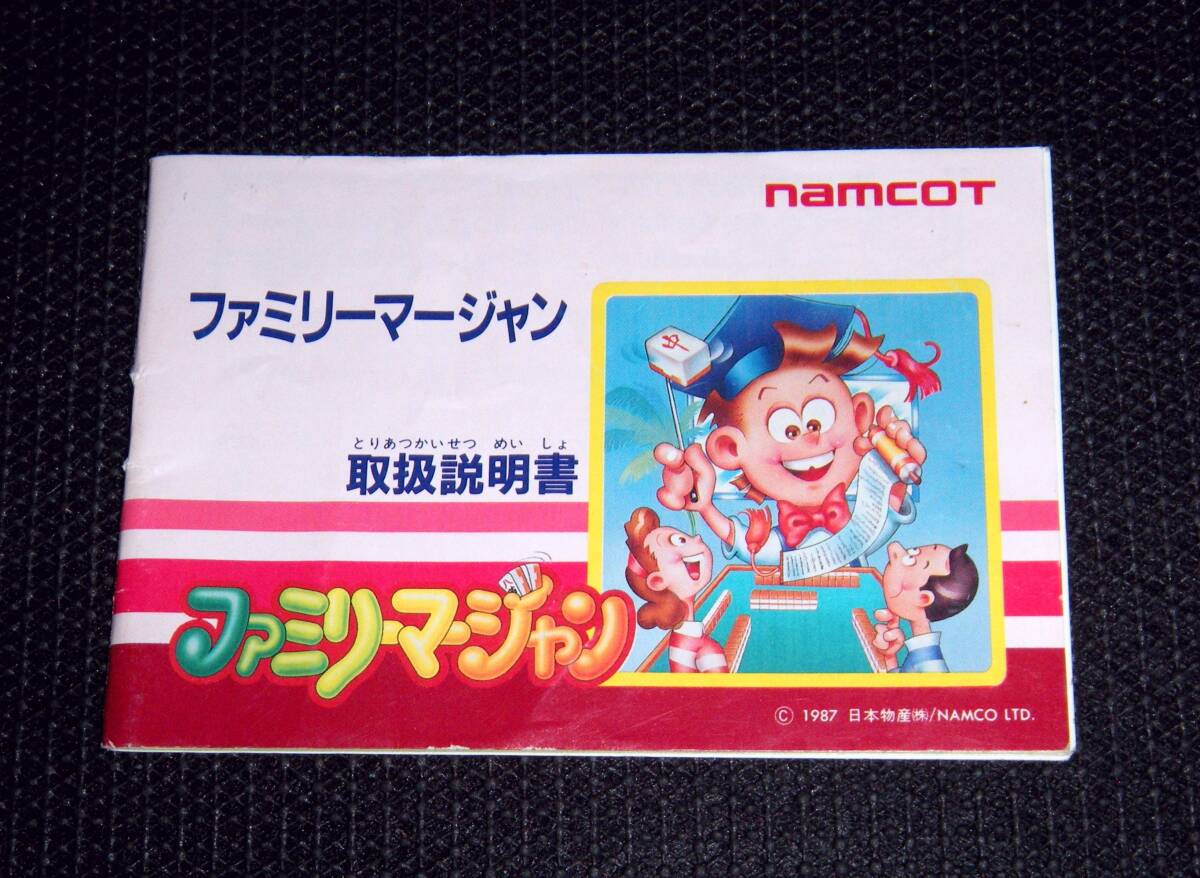 namcoT
ファミリーマージャン
とりあつかいせつ めい しょ
取扱説明書
中
ファミリーマージャン
© 1987 日本物産㈱/NAMCO LTD.